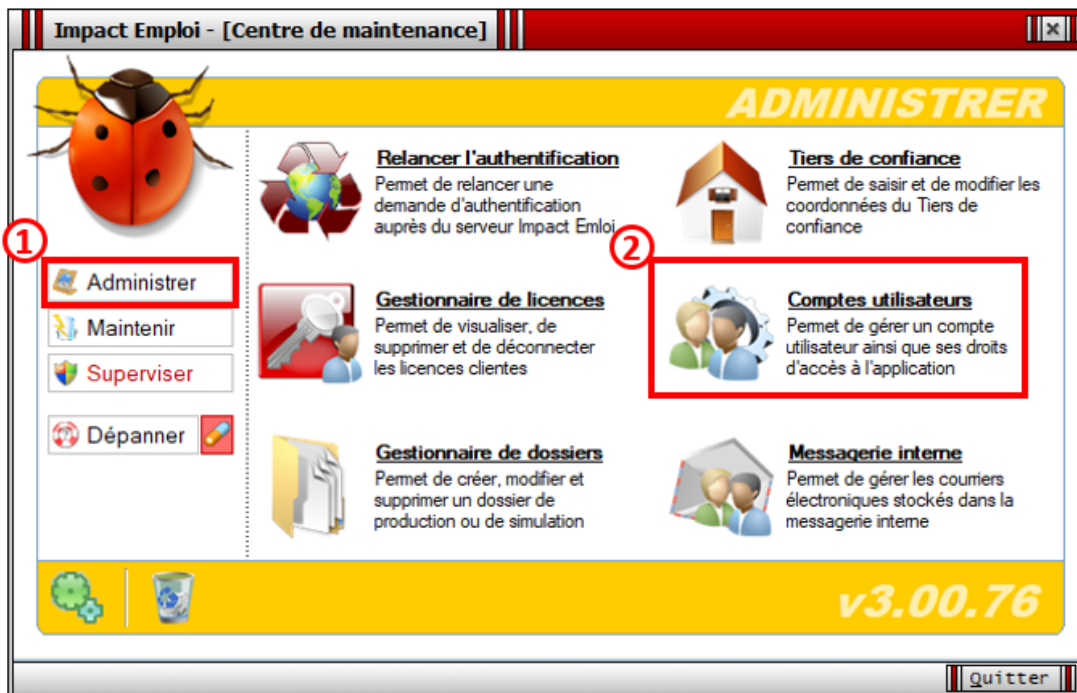 Impact Emploi - [Centre de maintenance]
ADMINISTRER
1
Administrer
Maintenir
Superviser
Dépanner
Relancer l'authentification
Permet de relancer une
demande d'authentification
auprès du serveur Impact Emloi
Tiers de confiance
Permet de saisir et de modifier les
coordonnées du Tiers de
confiance
Gestionnaire de licences
Permet de visualiser, de
supprimer et de déconnecter
les licences clientes
2
Comptes utilisateurs
Permet de gérer un compte
utilisateur ainsi que ses droits
d'accès à l'application
Gestionnaire de dossiers
Permet de créer, modifier et
supprimer un dossier de
production ou de simulation
Messagerie interne
Permet de gérer les courriers
électroniques stockés dans la
messagerie interne
v3.00.76
Quitter